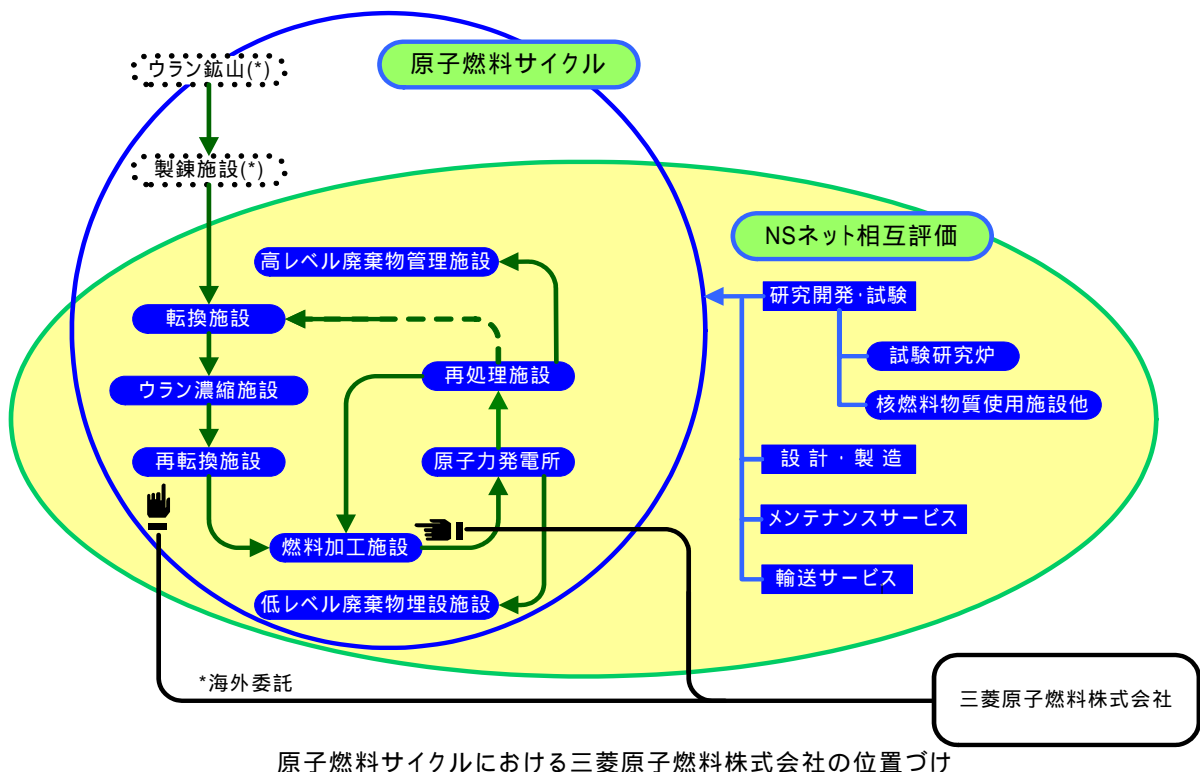 原子燃料サイクル
ウラン鉱山(*)
製錬施設(*)
NSネット相互評価
高レベル廃棄物管理施設
転換施設
研究開発・試験
試験研究炉
再処理施設
ウラン濃縮施設
核燃料物質使用施設他
再転換施設
原子力発電所
設計・製造
メンテナンスサービス
燃料加工施設
輸送サービス
低レベル廃棄物埋設施設
*海外委託
三菱原子燃料株式会社
原子燃料サイクルにおける三菱原子燃料株式会社の位置づけ